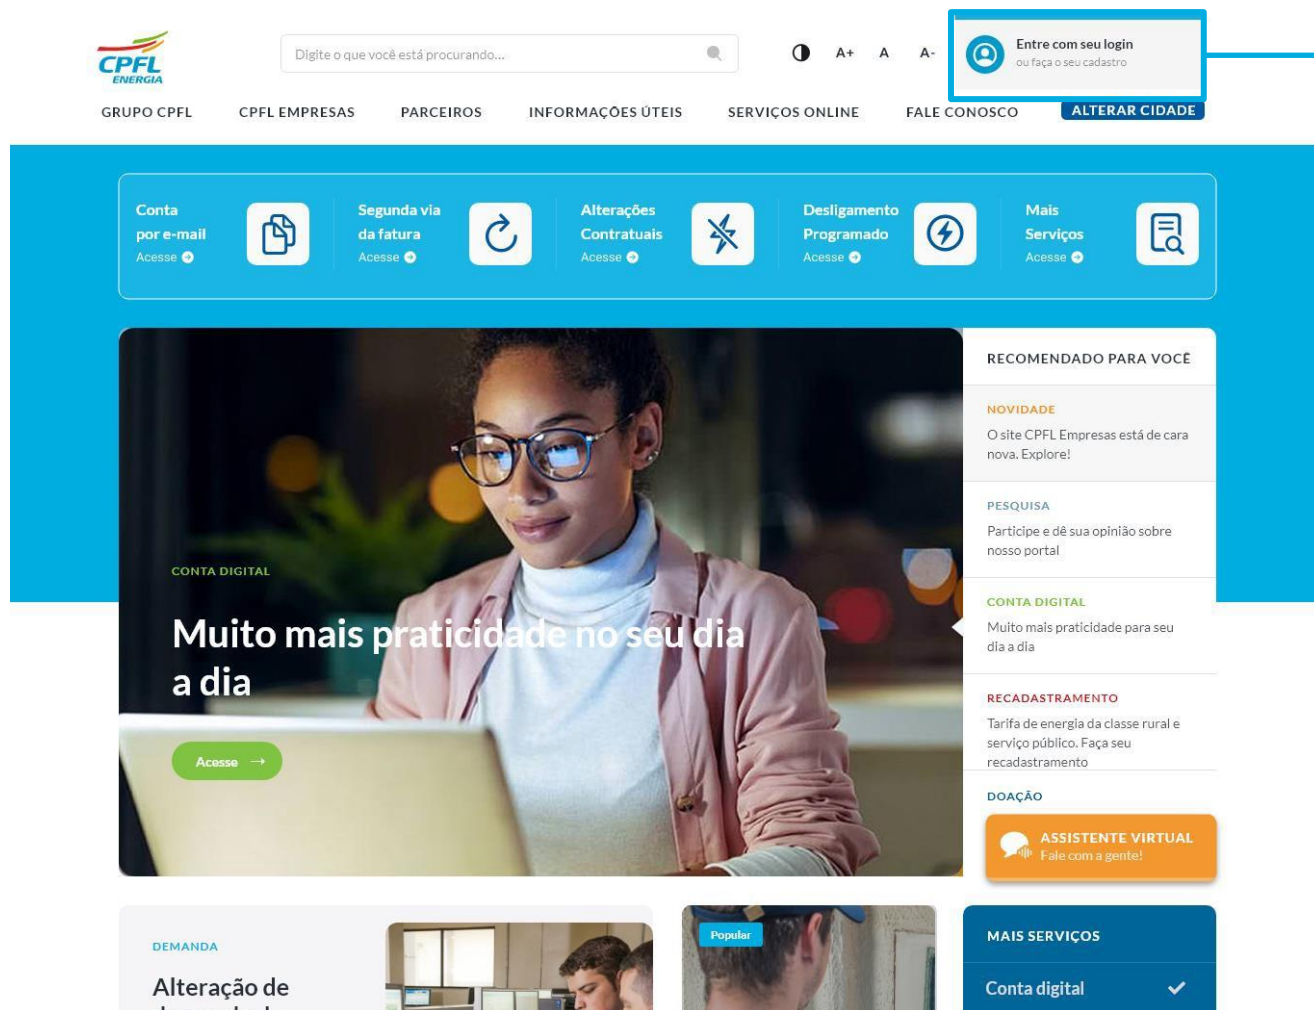 CPFL
ENERGIA
Digite o que você está procurando...
A+ A A-
Entre com seu login
ou faça o seu cadastro
GRUPO CPFL CPFL EMPRESAS PARCEIROS INFORMAÇÕES ÚTEIS SERVIÇOS ONLINE FALE CONOSCO ALTERAR CIDADE
Conta
por e-mail
Acesse
Segunda via
da fatura
Acesse
Alterações
Contratuais
Acesse
Desligamento
Programado
Acesse
Mais
Serviços
Acesse
CONTA DIGITAL
Muito mais praticidade no seu dia
a dia
Acesse →
RECOMENDADO PARA VOCÊ
NOVIDADE
O site CPFL Empresas está de cara
nova. Explore!
PESQUISA
Participe e dê sua opinião sobre
nosso portal
CONTA DIGITAL
Muito mais praticidade para seu
dia a dia
RECADASTRAMENTO
Tarifa de energia da classe rural e
serviço público. Faça seu
recadastramento
DOAÇÃO
ASSISTENTE VIRTUAL
Fale com a gente!
DEMANDA
Alteração de
Popular
MAIS SERVIÇOS
Conta digital